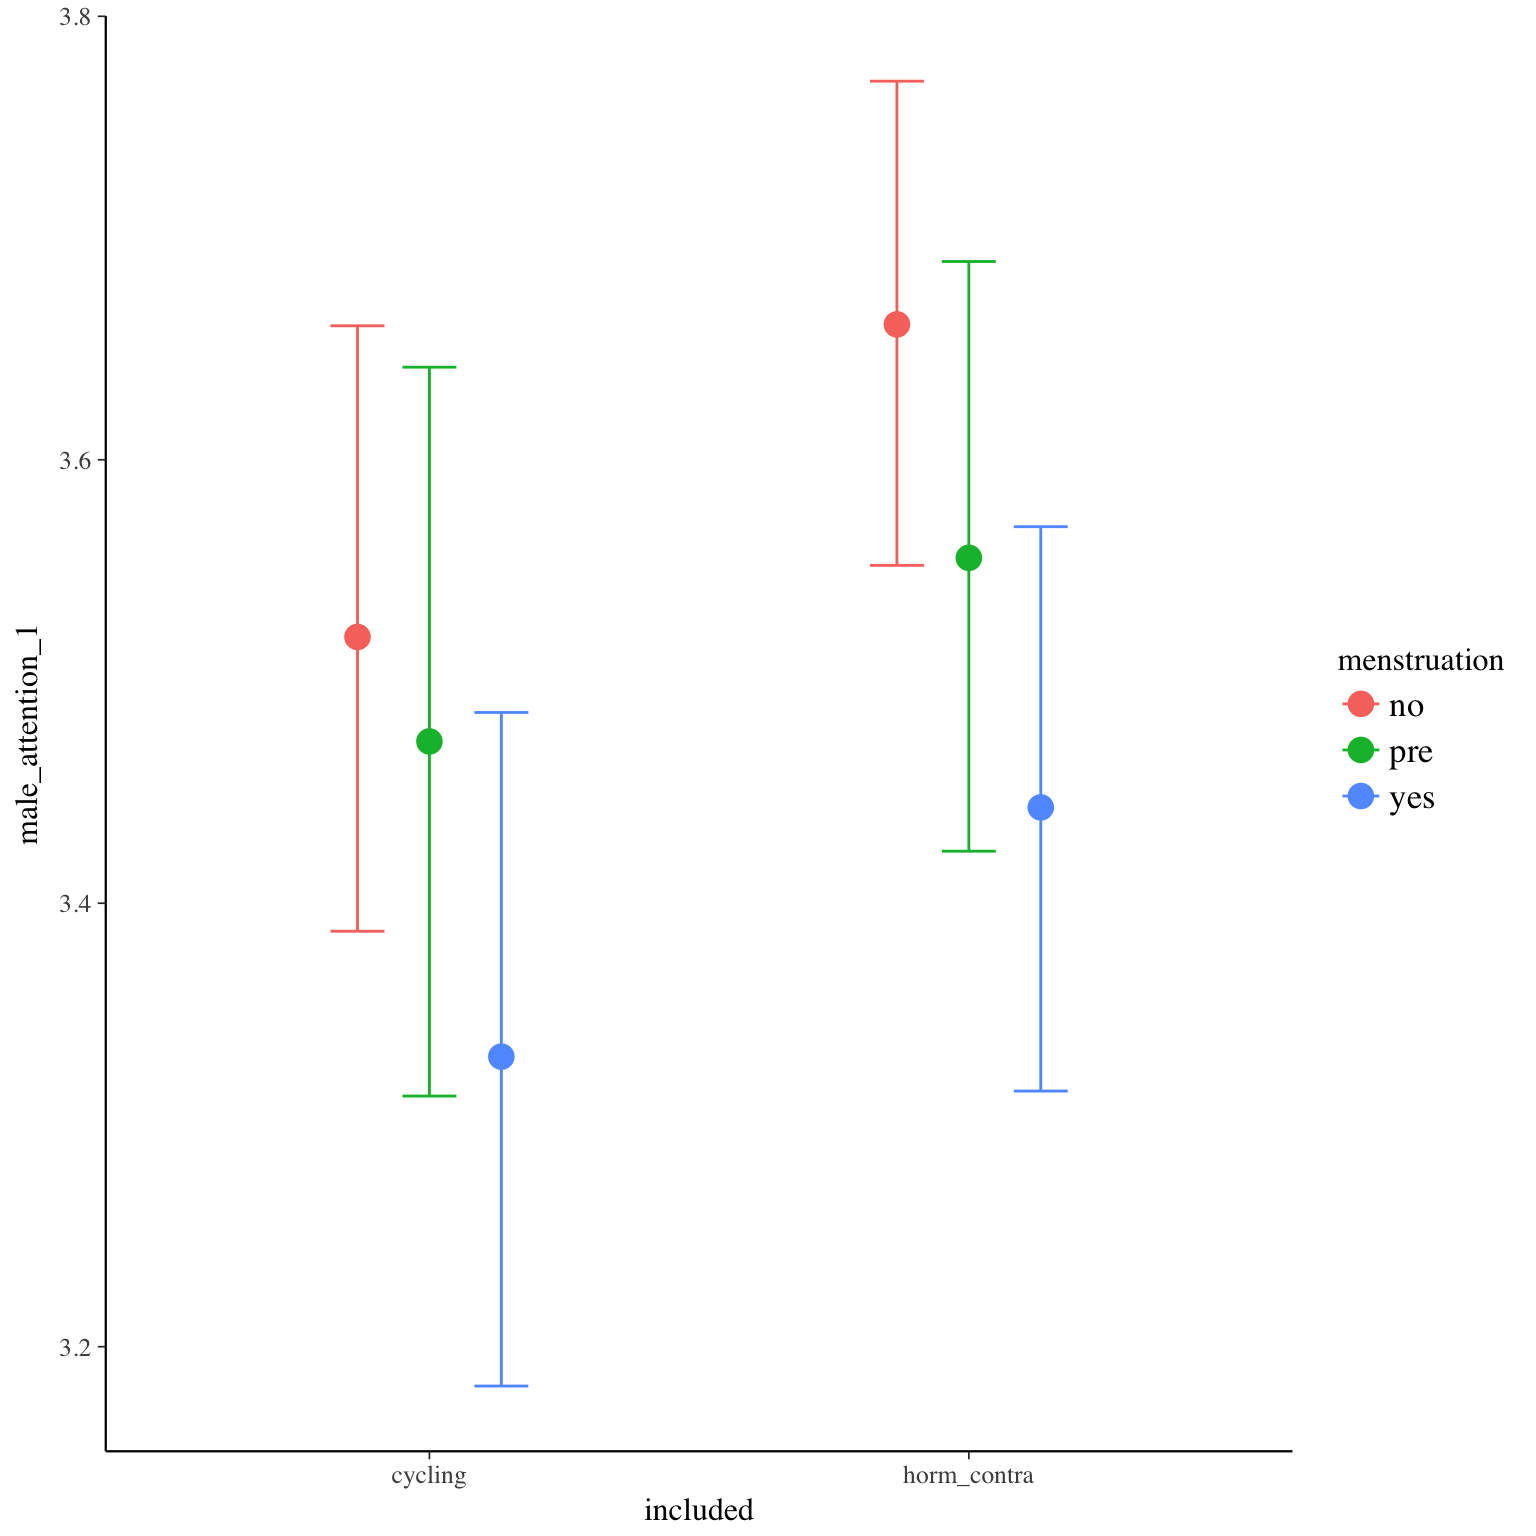 3.8
3.6
3.4
3.2
male_attention_1
cycling
horm_contra
included
menstruation
no
pre
yes